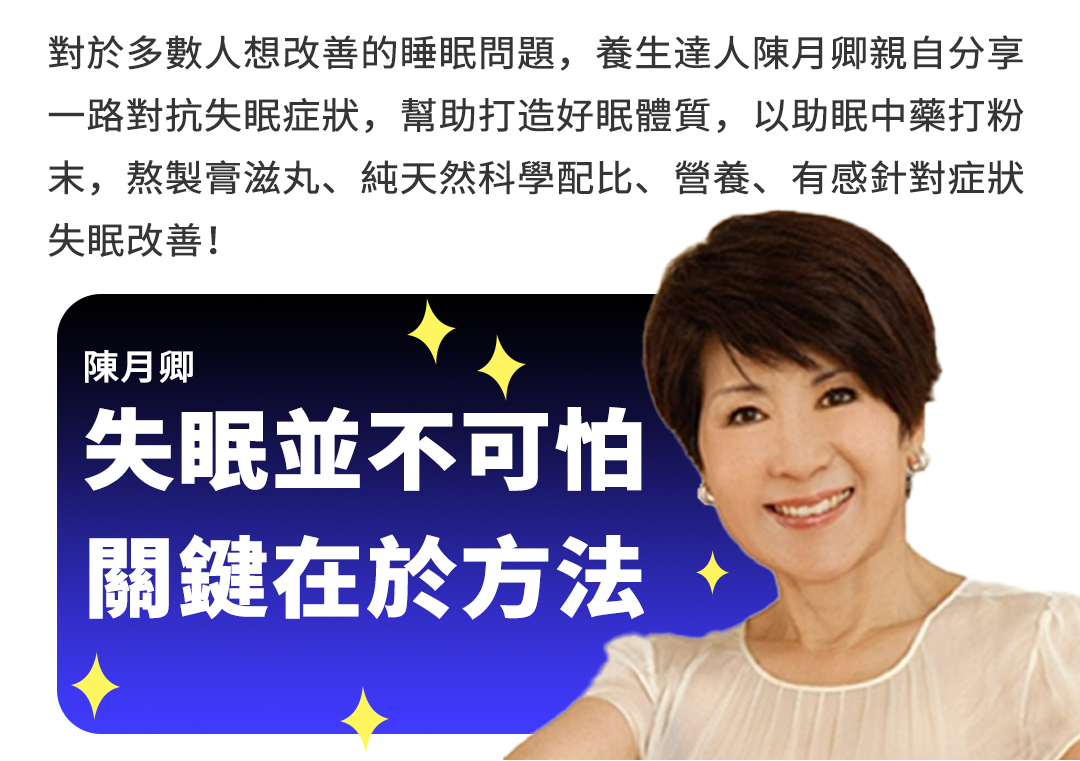 對於多數人想改善的睡眠問題，養生達人陳月卿親自分享
一路對抗失眠症狀，幫助打造好眠體質，以助眠中藥打粉
末，熬製膏滋丸、純天然科學配比、營養、有感針對症狀
失眠改善！
陳月卿
失眠並不可怕
關鍵在於方法